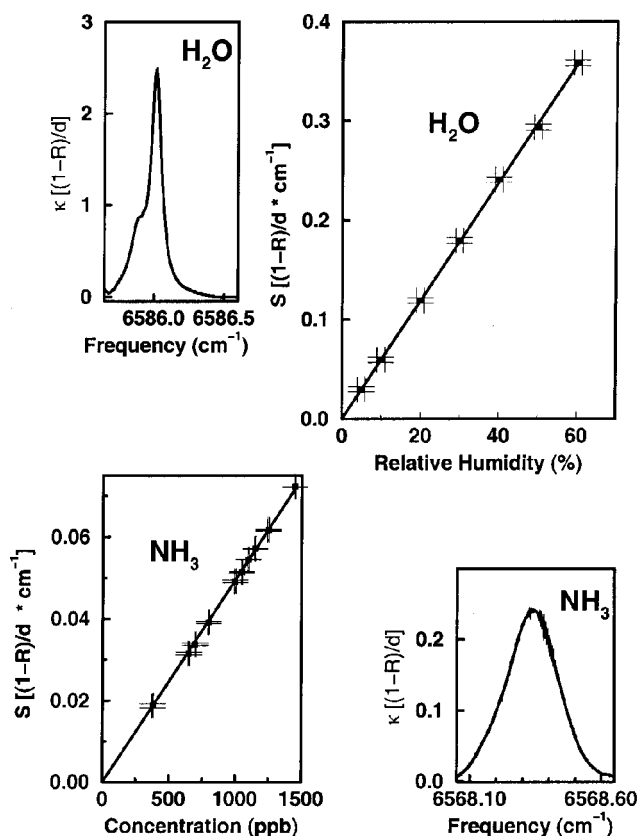 H₂O
3
2
1
0
κ [(1−R)/d]
6586.0 6586.5
Frequency (cm⁻¹)
H₂O
0.4
0.3
0.2
0.1
0.0
S [(1−R)/d * cm⁻¹]
0 20 40 60
Relative Humidity (%)
NH₃
0.06
0.04
0.02
0.00
S [(1−R)/d * cm⁻¹]
0 500 1000 1500
Concentration (ppb)
NH₃
0.2
0.1
0.0
κ [(1−R)/d]
6568.10 6568.60
Frequency (cm⁻¹)